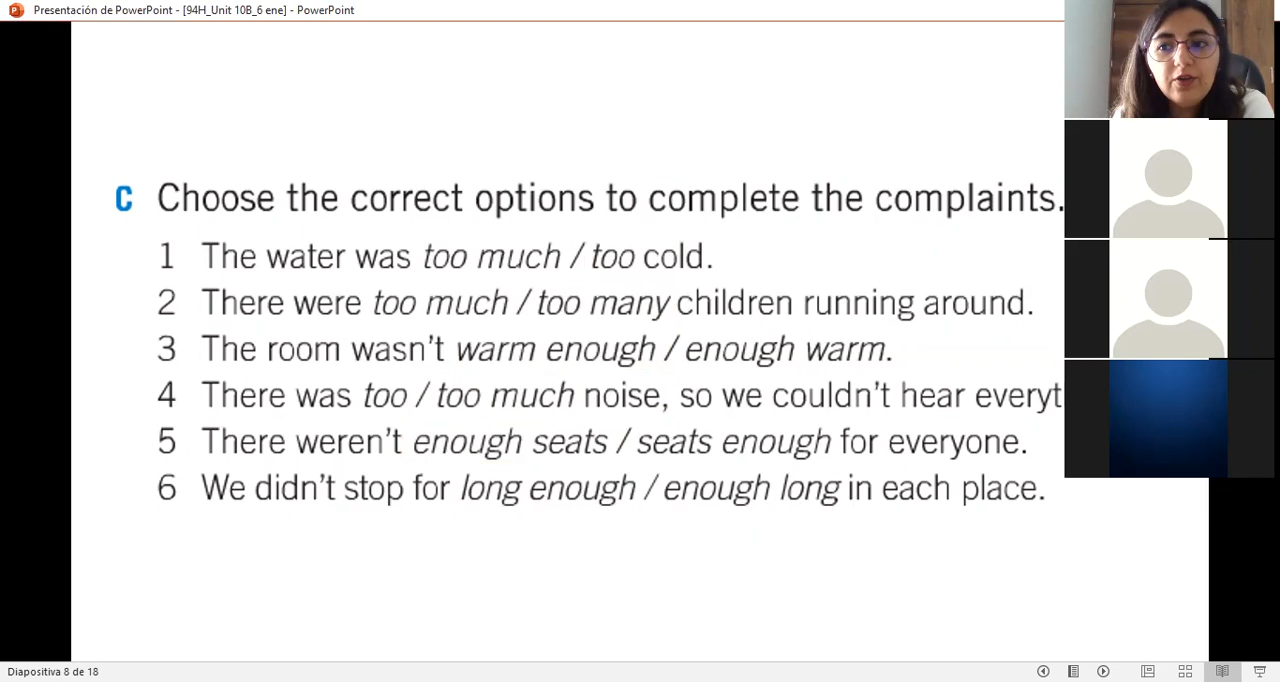 Presentación de PowerPoint - [94H_Unit 10B_6 ene] - PowerPoint
C Choose the correct options to complete the complaints.
1 The water was too much / too cold.
2 There were too much / too many children running around.
3 The room wasn't warm enough / enough warm.
4 There was too / too much noise, so we couldn't hear everyt
5 There weren't enough seats / seats enough for everyone.
6 We didn't stop for long enough / enough long in each place.
Diapositiva 8 de 18